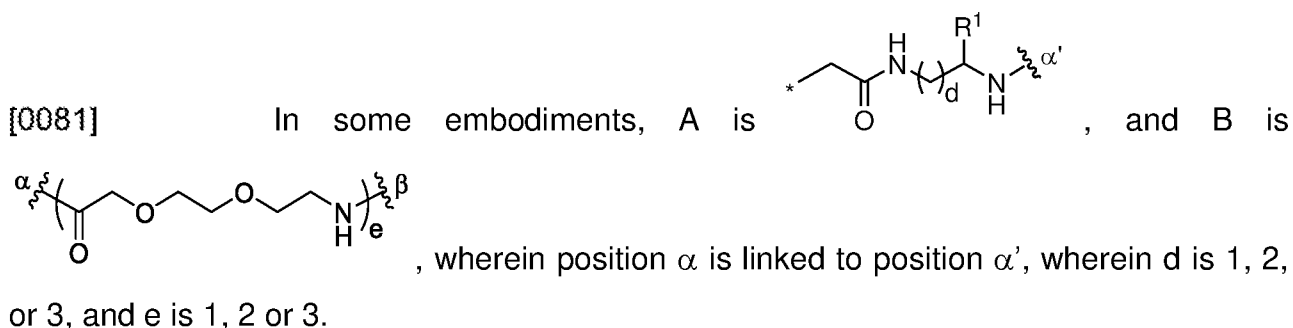 R¹
H
N
α'
( )
d
N
H
*
O
[0081] In some embodiments, A is , and B is
α
β
( )
O
O
N
H
e
O
, wherein position α is linked to position α', wherein d is 1, 2,
or 3, and e is 1, 2 or 3.